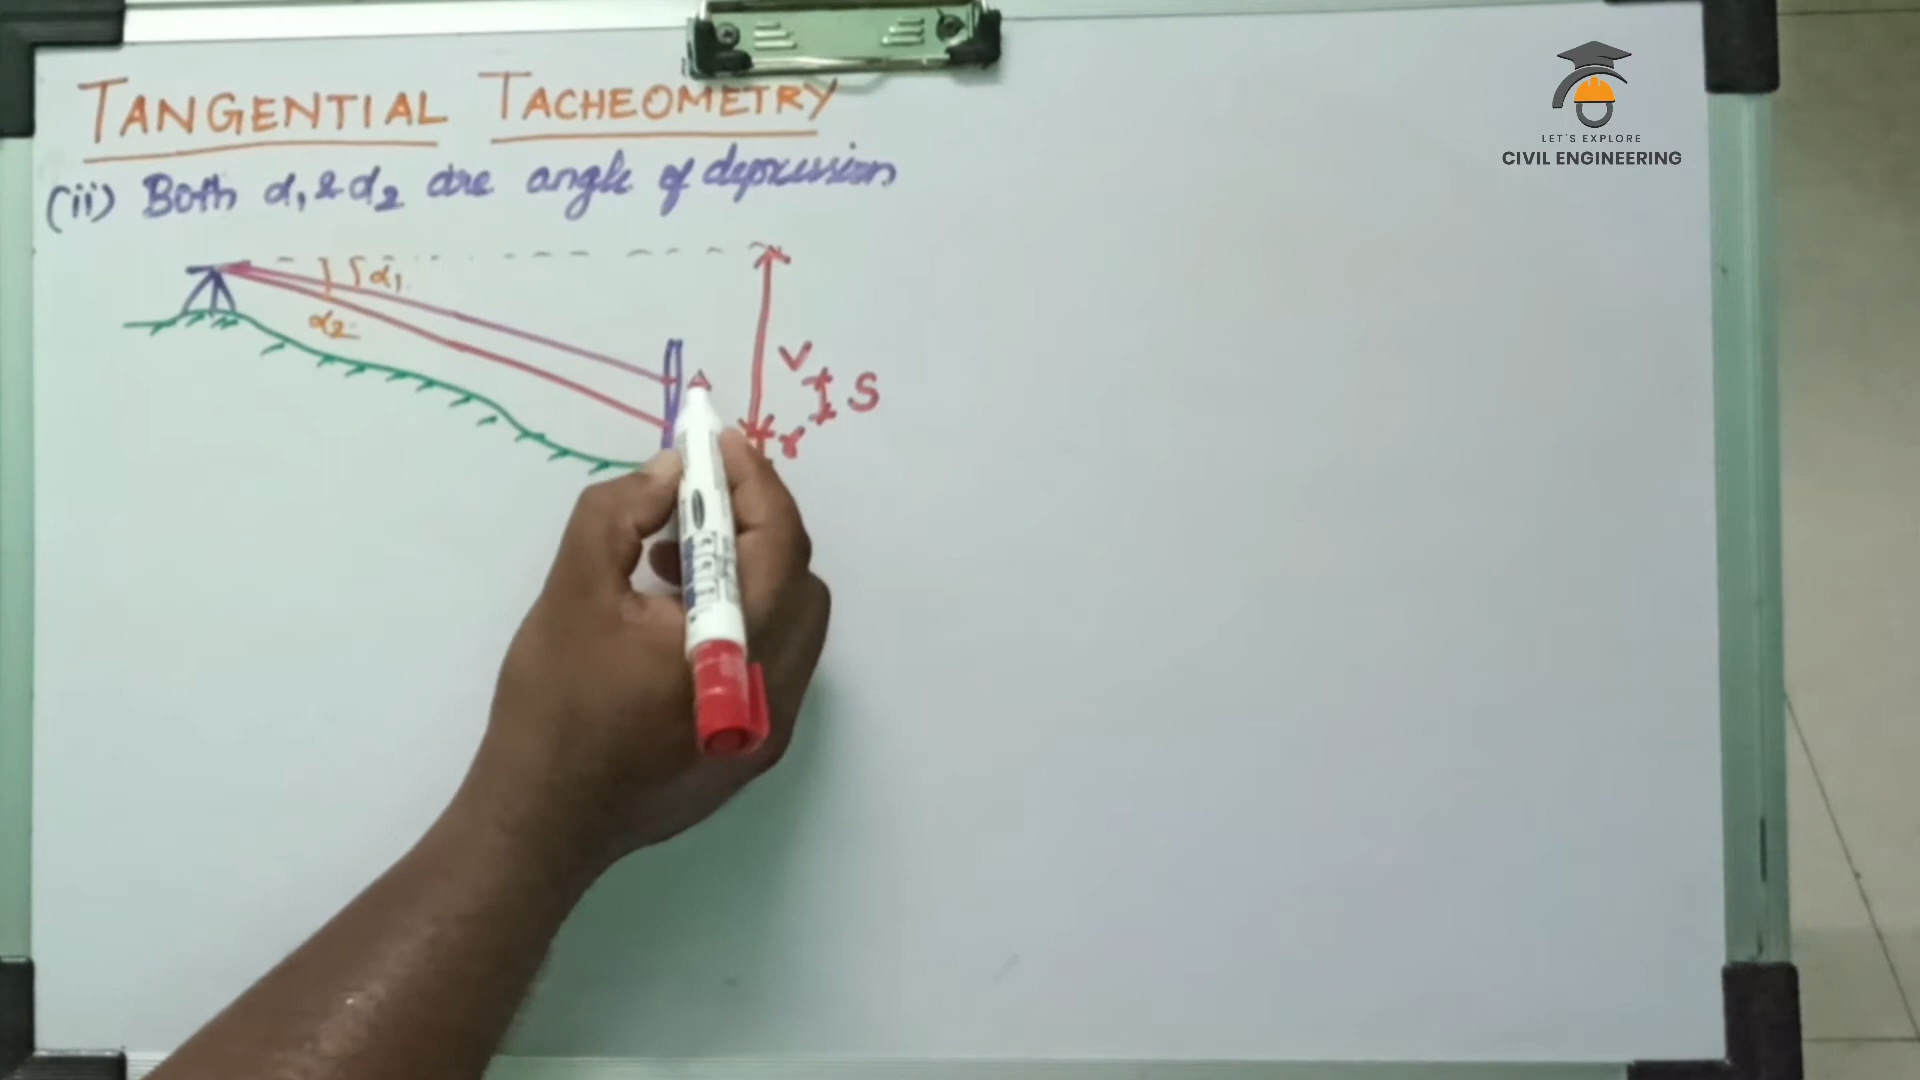 TANGENTIAL TACHEOMETRY
(ii) Both α1 & α2 are angle of depression
α1
α2
V
S
r
LET'S EXPLORE
CIVIL ENGINEERING